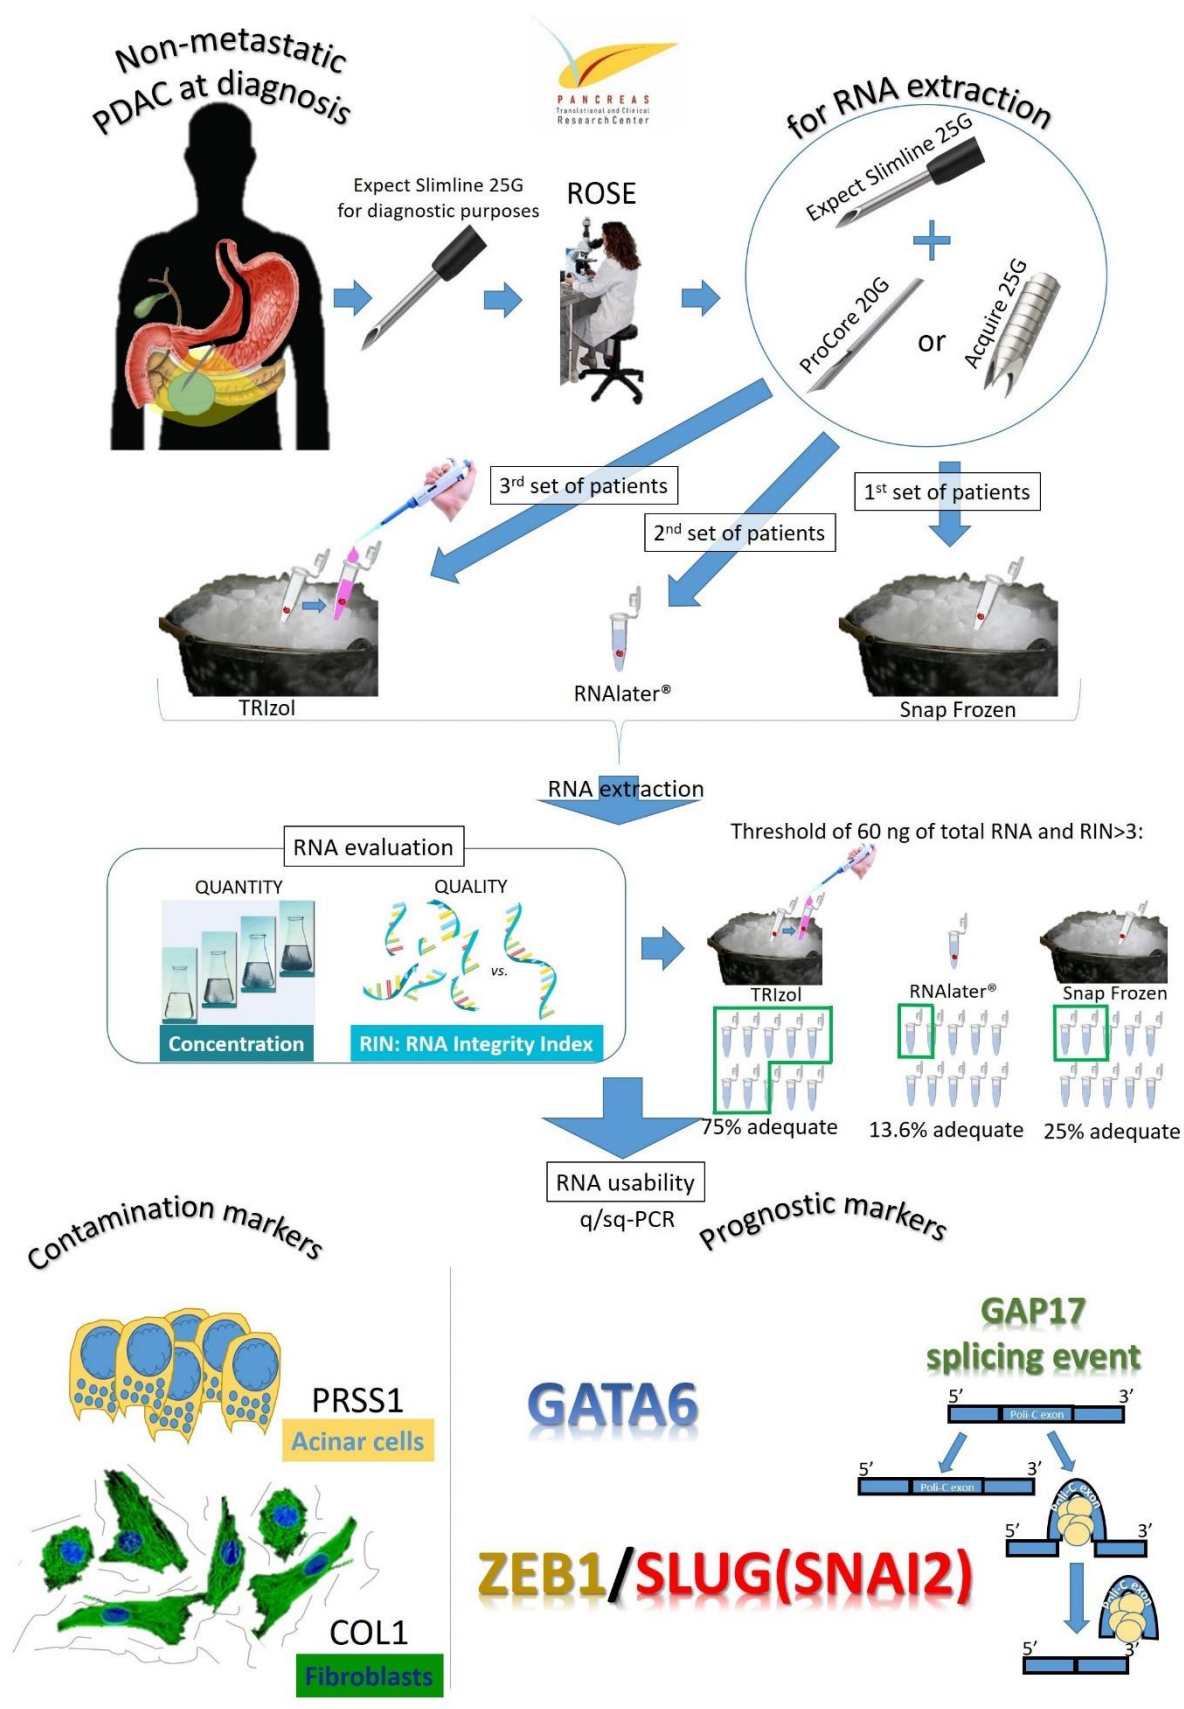 Non-metastatic
PDAC at diagnosis
PANCREAS
Translational and Clinical
Research Center
for RNA extraction
Expect Slimline 25G
for diagnostic purposes
ROSE
Expect Slimline 25G
ProCore 20G
or
Acquire 25G
3rd set of patients
2nd set of patients
1st set of patients
TRIzol
RNAlater®
Snap Frozen
RNA extraction
RNA evaluation
QUANTITY
QUALITY
vs.
Concentration
RIN: RNA Integrity Index
Threshold of 60 ng of total RNA and RIN>3:
TRIzol
RNAlater®
Snap Frozen
75% adequate
13.6% adequate
25% adequate
RNA usability
q/sq-PCR
Contamination markers
Prognostic markers
PRSS1
Acinar cells
COL1
Fibroblasts
GATA6
ZEB1/SLUG(SNAI2)
GAP17
splicing event
5’ 3’
Poli-C exon
5’ 3’
Poli-C exon
Poli-C exon
5’ 3’
Poli-C exon
5’ 3’